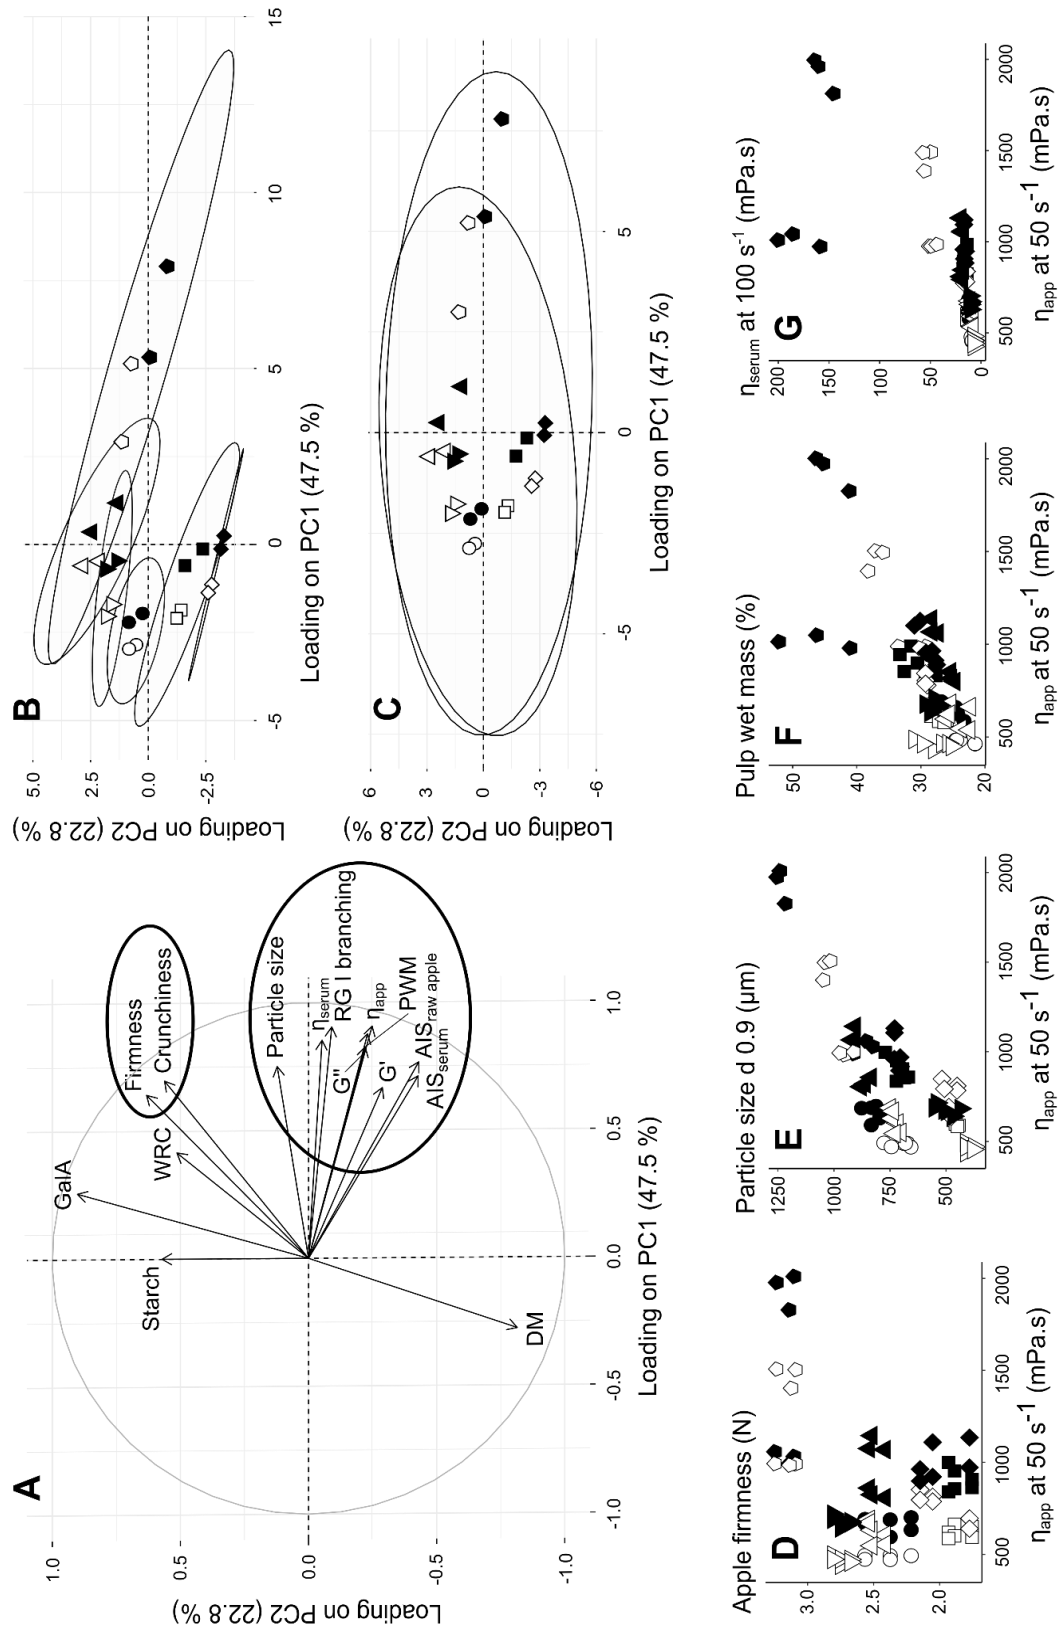 A
Loading on PC2 (22.8 %)
1.0
0.5
0.0
-0.5
-1.0
GalA
Starch
Firmness
Crunchiness
WRC
Particle size
ηserum
RG I branching
G''
ηapp
PWM
G'
AISraw apple
AISserum
DM
-1.0
-0.5
0.0
0.5
1.0
Loading on PC1 (47.5 %)
B
Loading on PC2 (22.8 %)
5.0
2.5
0.0
-2.5
-5
0
5
10
15
Loading on PC1 (47.5 %)
C
Loading on PC2 (22.8 %)
6
3
0
-3
-6
-5
0
5
Loading on PC1 (47.5 %)
Apple firmness (N)
D
3.0
2.5
2.0
500
1000
1500
2000
ηapp at 50 s⁻¹ (mPa.s)
Particle size d 0.9 (µm)
E
1250
1000
750
500
500
1000
1500
2000
ηapp at 50 s⁻¹ (mPa.s)
Pulp wet mass (%)
F
50
40
30
20
500
1000
1500
2000
ηapp at 50 s⁻¹ (mPa.s)
ηserum at 100 s⁻¹ (mPa.s)
G
200
150
100
50
0
500
1000
1500
2000
ηapp at 50 s⁻¹ (mPa.s)